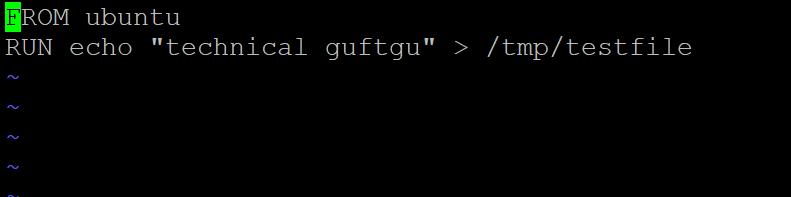 FROM ubuntu
RUN echo "technical guftgu" > /tmp/testfile
~
~
~
~
~